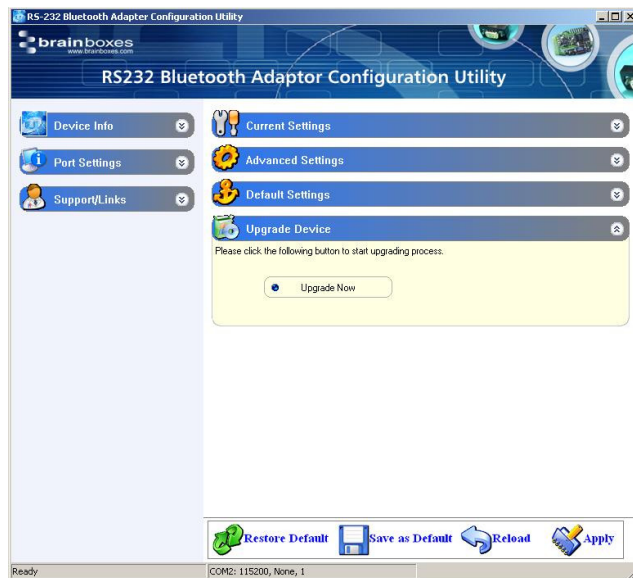 RS-232 Bluetooth Adapter Configuration Utility
brainboxes
www.brainboxes.com
RS232 Bluetooth Adaptor Configuration Utility
Device Info
Port Settings
Support/Links
Current Settings
Advanced Settings
Default Settings
Upgrade Device
Please click the following button to start upgrading process.
Upgrade Now
Restore Default
Save as Default
Reload
Apply
Ready
COM2: 115200, None, 1